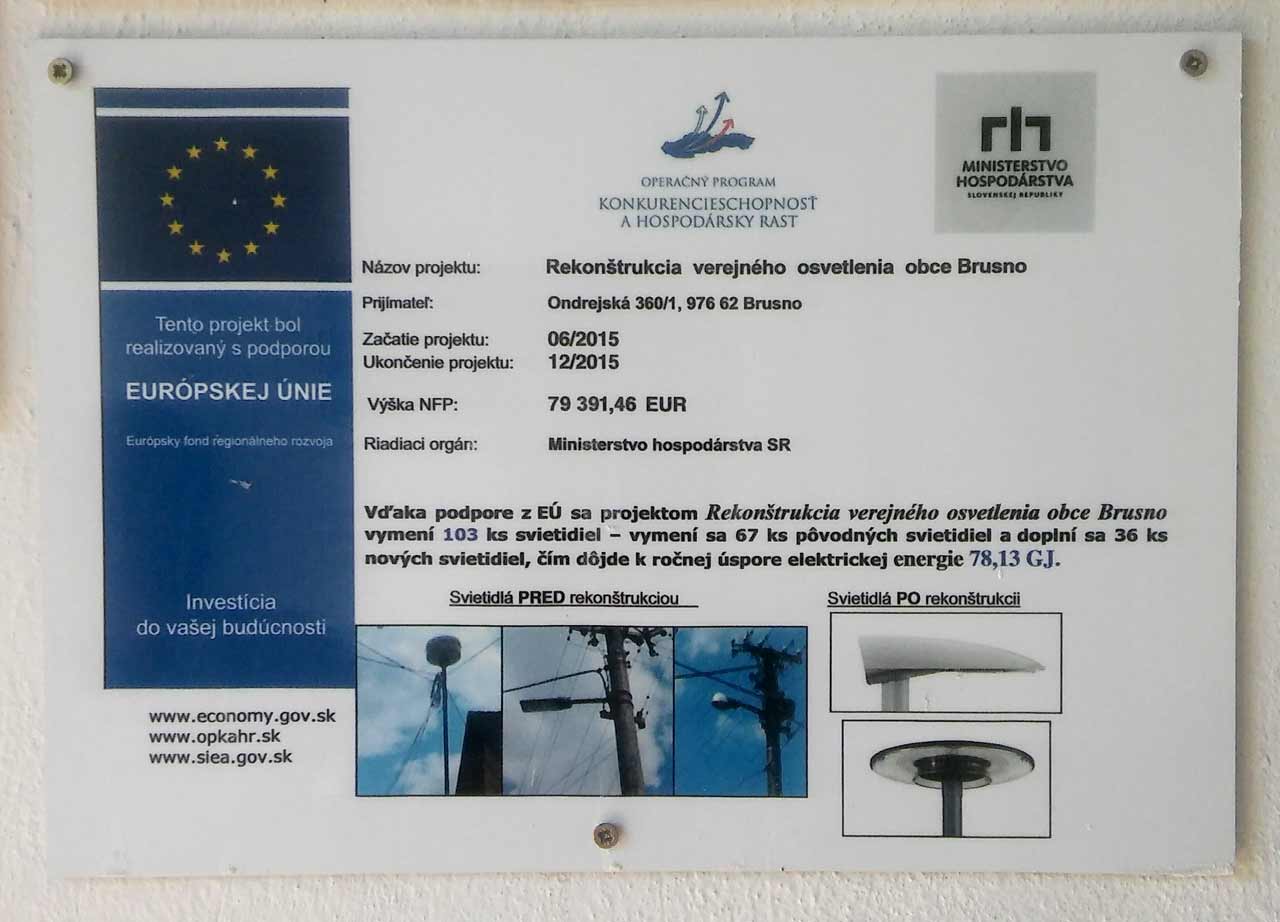 OPERAČNÝ PROGRAM
KONKURENCIESCHOPNOSŤ
A HOSPODÁRSKY RAST
MINISTERSTVO
HOSPODÁRSTVA
SLOVENSKEJ REPUBLIKY
Tento projekt bol
realizovaný s podporou
EURÓPSKEJ ÚNIE
Európsky fond regionálneho rozvoja
Investícia
do vašej budúcnosti
www.economy.gov.sk
www.opkahr.sk
www.siea.gov.sk
Názov projektu: Rekonštrukcia verejného osvetlenia obce Brusno
Prijímateľ: Ondrejská 360/1, 976 62 Brusno
Začatie projektu: 06/2015
Ukončenie projektu: 12/2015
Výška NFP: 79 391,46 EUR
Riadiaci orgán: Ministerstvo hospodárstva SR
Vďaka podpore z EÚ sa projektom Rekonštrukcia verejného osvetlenia obce Brusno
vymení 103 ks svietidiel – vymení sa 67 ks pôvodných svietidiel a doplní sa 36 ks
nových svietidiel, čím dôjde k ročnej úspore elektrickej energie 78,13 GJ.
Svietidlá PRED rekonštrukciou
Svietidlá PO rekonštrukcii